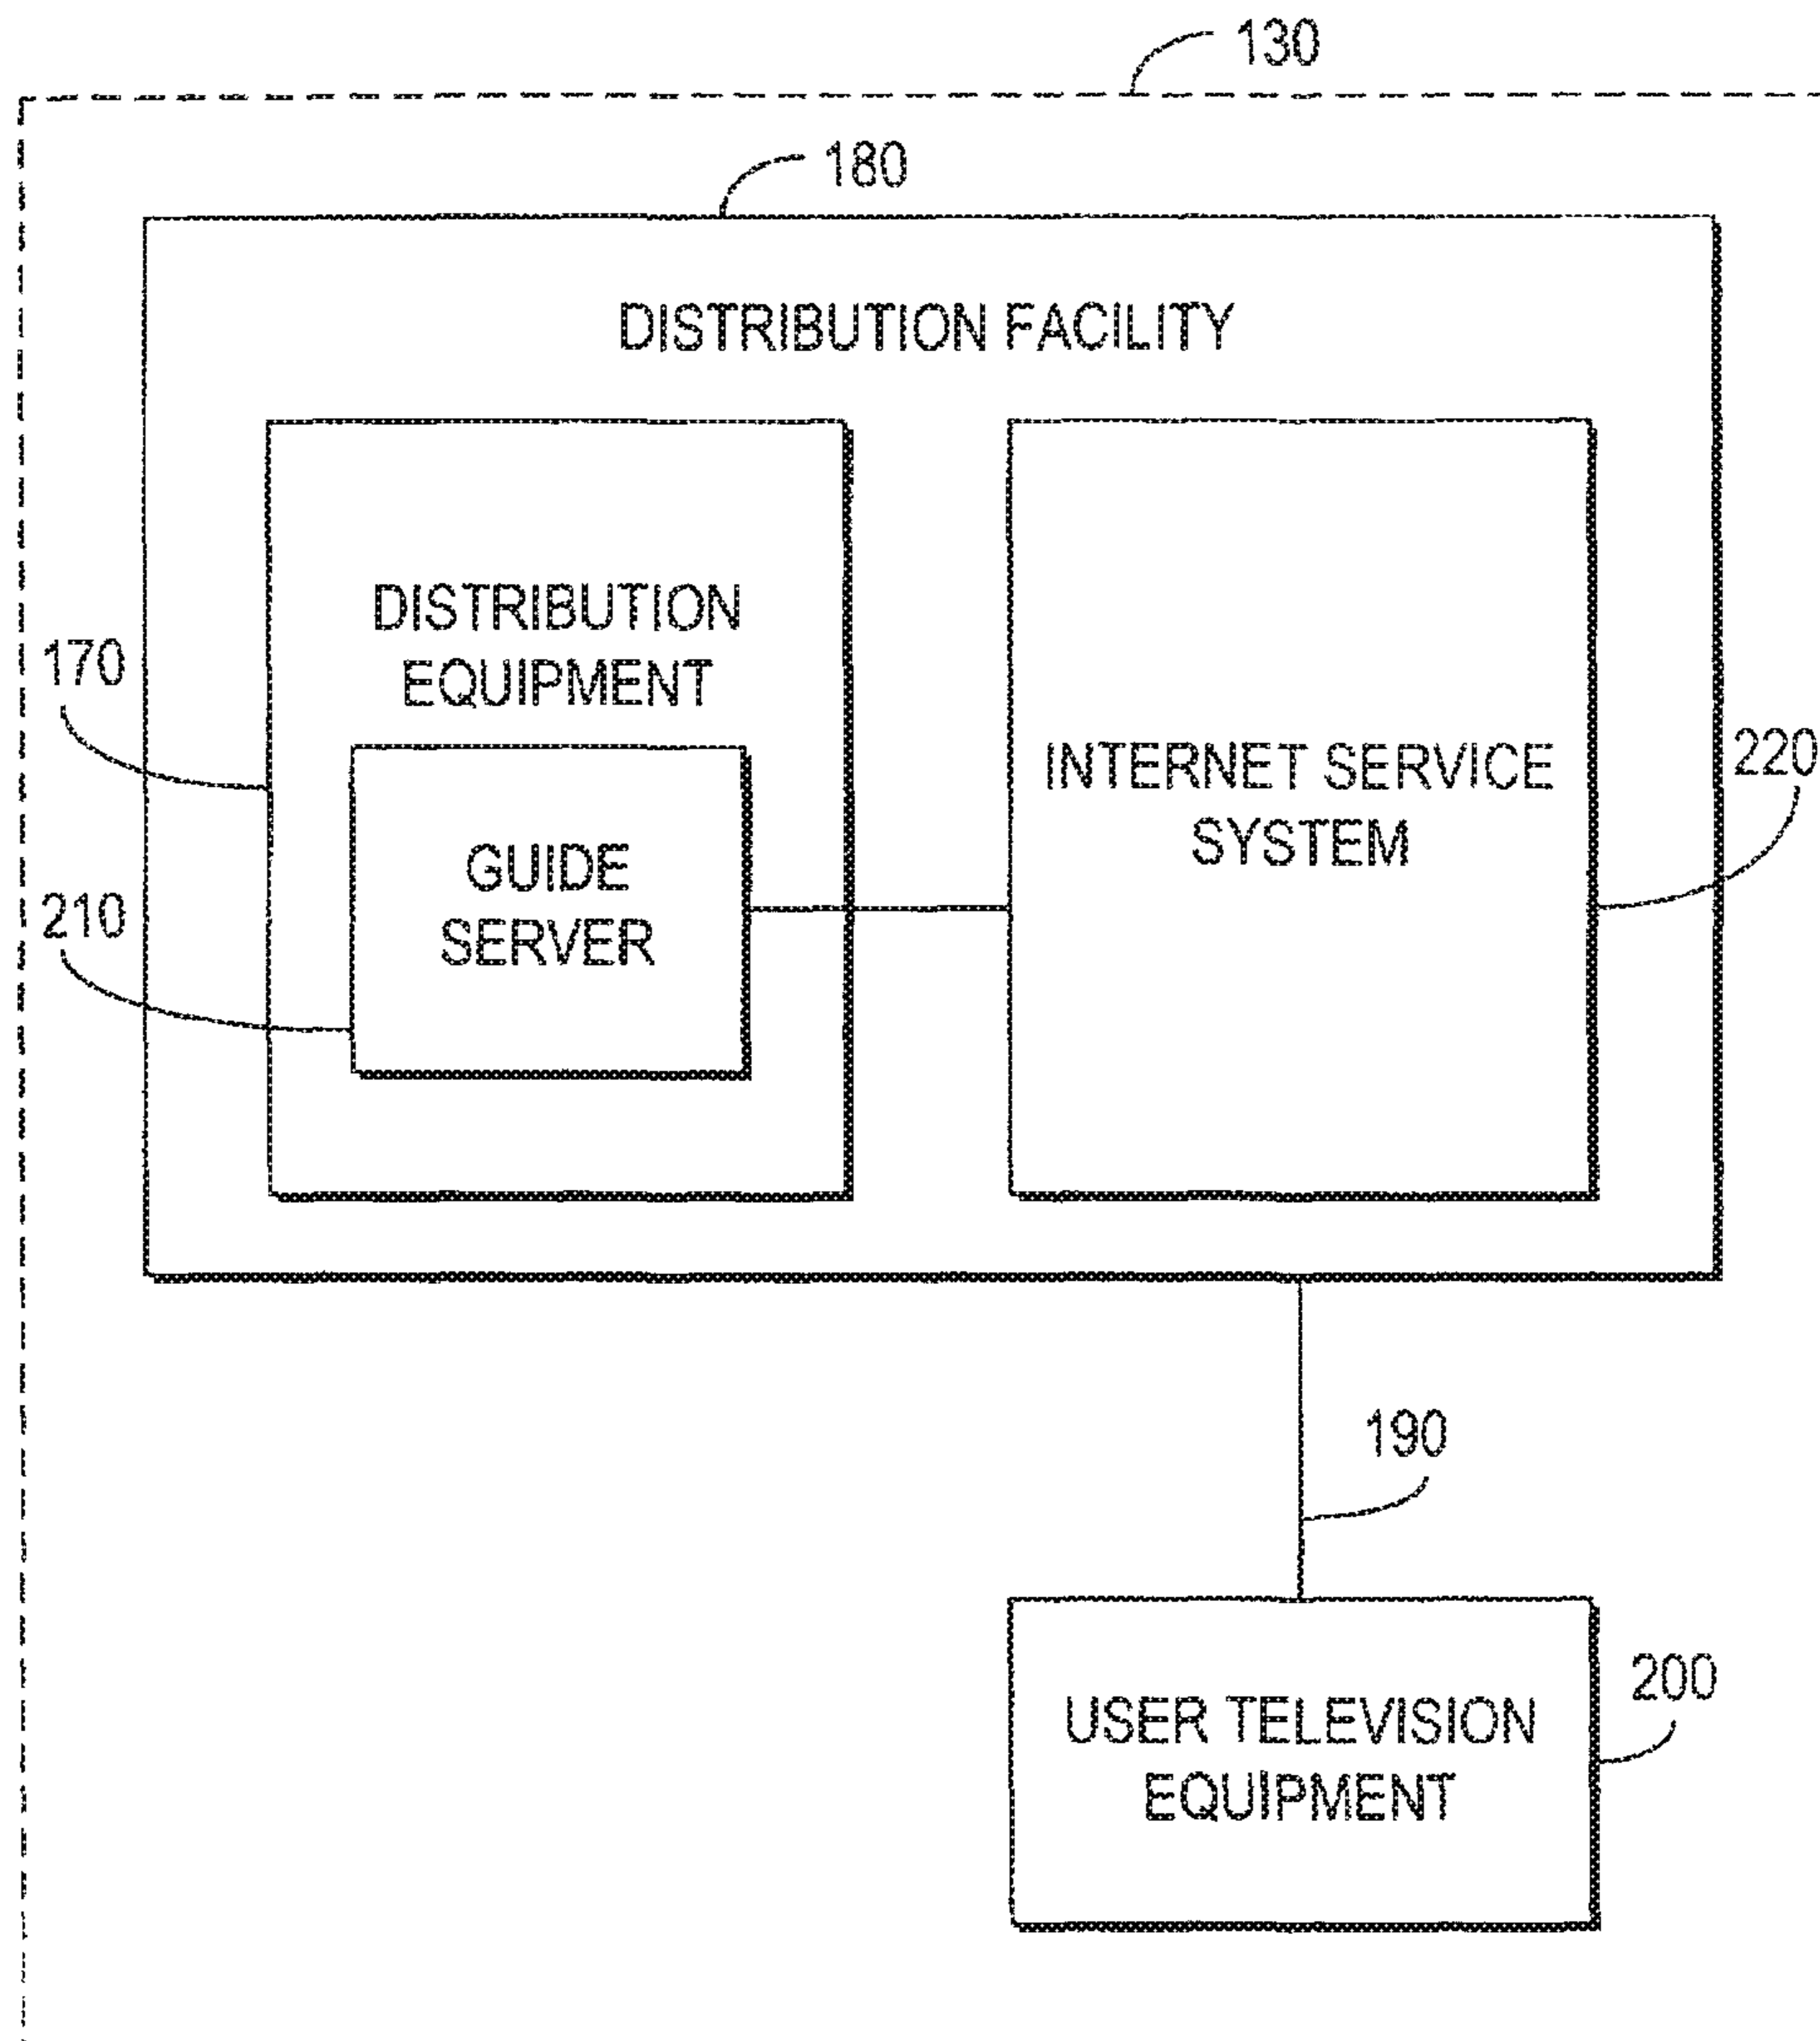 130
180
DISTRIBUTION FACILITY
DISTRIBUTION
EQUIPMENT
170
INTERNET SERVICE
SYSTEM
220
GUIDE
SERVER
210
190
USER TELEVISION
EQUIPMENT
200